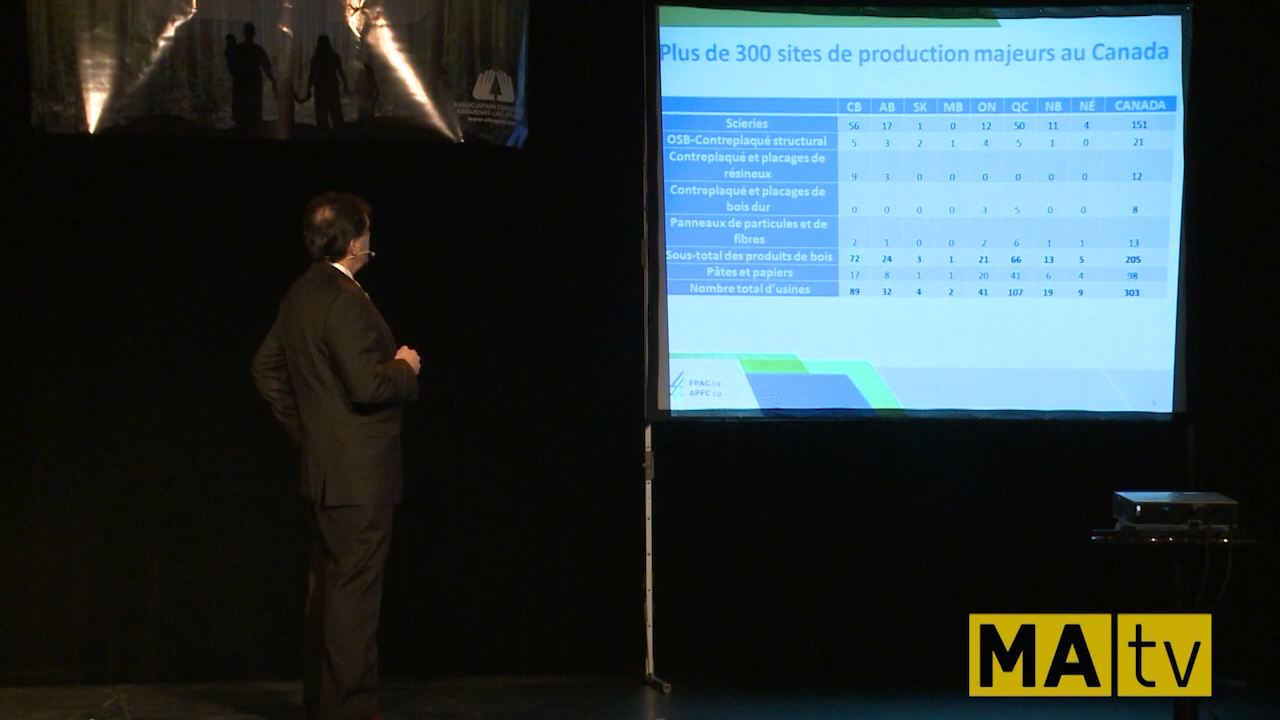 Plus de 300 sites de production majeurs au Canada
CB AB SK MB ON QC NB NÉ CANADA
Scieries 56 17 1 0 12 50 11 4 151
OSB-Contreplaqué structural 5 3 2 1 4 5 1 0 21
Contreplaqué et placages de
résineux 9 3 0 0 0 0 0 0 12
Contreplaqué et placages de
bois dur 0 0 0 0 3 5 0 0 8
Panneaux de particules et de
fibres 2 1 0 0 2 6 1 1 13
Sous-total des produits de bois 72 24 3 1 21 66 13 5 205
Pâtes et papiers 17 8 1 1 20 41 6 4 98
Nombre total d'usines 89 32 4 2 41 107 19 9 303
FPAC.ca
APFC.ca
ASSOCIATION
MAtv